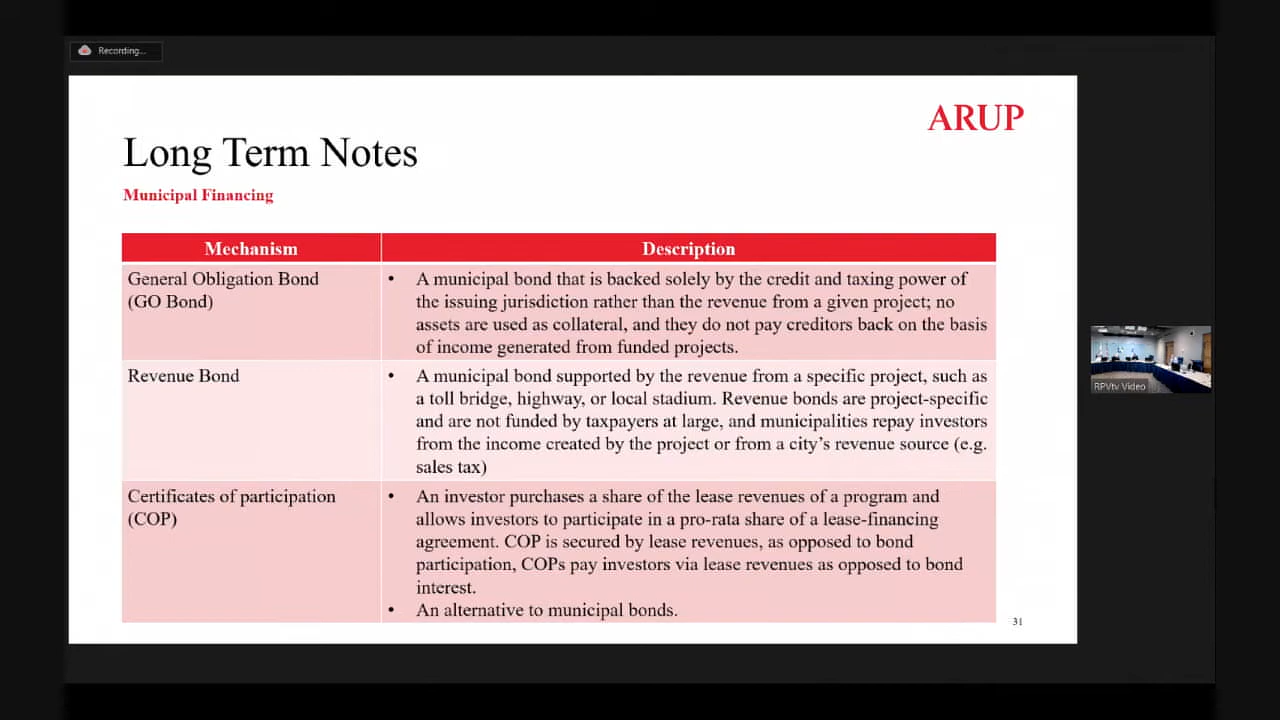 Recording...
ARUP
Long Term Notes
Municipal Financing
Mechanism
Description
General Obligation Bond
(GO Bond)
• A municipal bond that is backed solely by the credit and taxing power of
the issuing jurisdiction rather than the revenue from a given project; no
assets are used as collateral, and they do not pay creditors back on the basis
of income generated from funded projects.
Revenue Bond
• A municipal bond supported by the revenue from a specific project, such as
a toll bridge, highway, or local stadium. Revenue bonds are project-specific
and are not funded by taxpayers at large, and municipalities repay investors
from the income created by the project or from a city’s revenue source (e.g.
sales tax)
Certificates of participation
(COP)
• An investor purchases a share of the lease revenues of a program and
allows investors to participate in a pro-rata share of a lease-financing
agreement. COP is secured by lease revenues, as opposed to bond
participation, COPs pay investors via lease revenues as opposed to bond
interest.
• An alternative to municipal bonds.
31
RPVtv Video